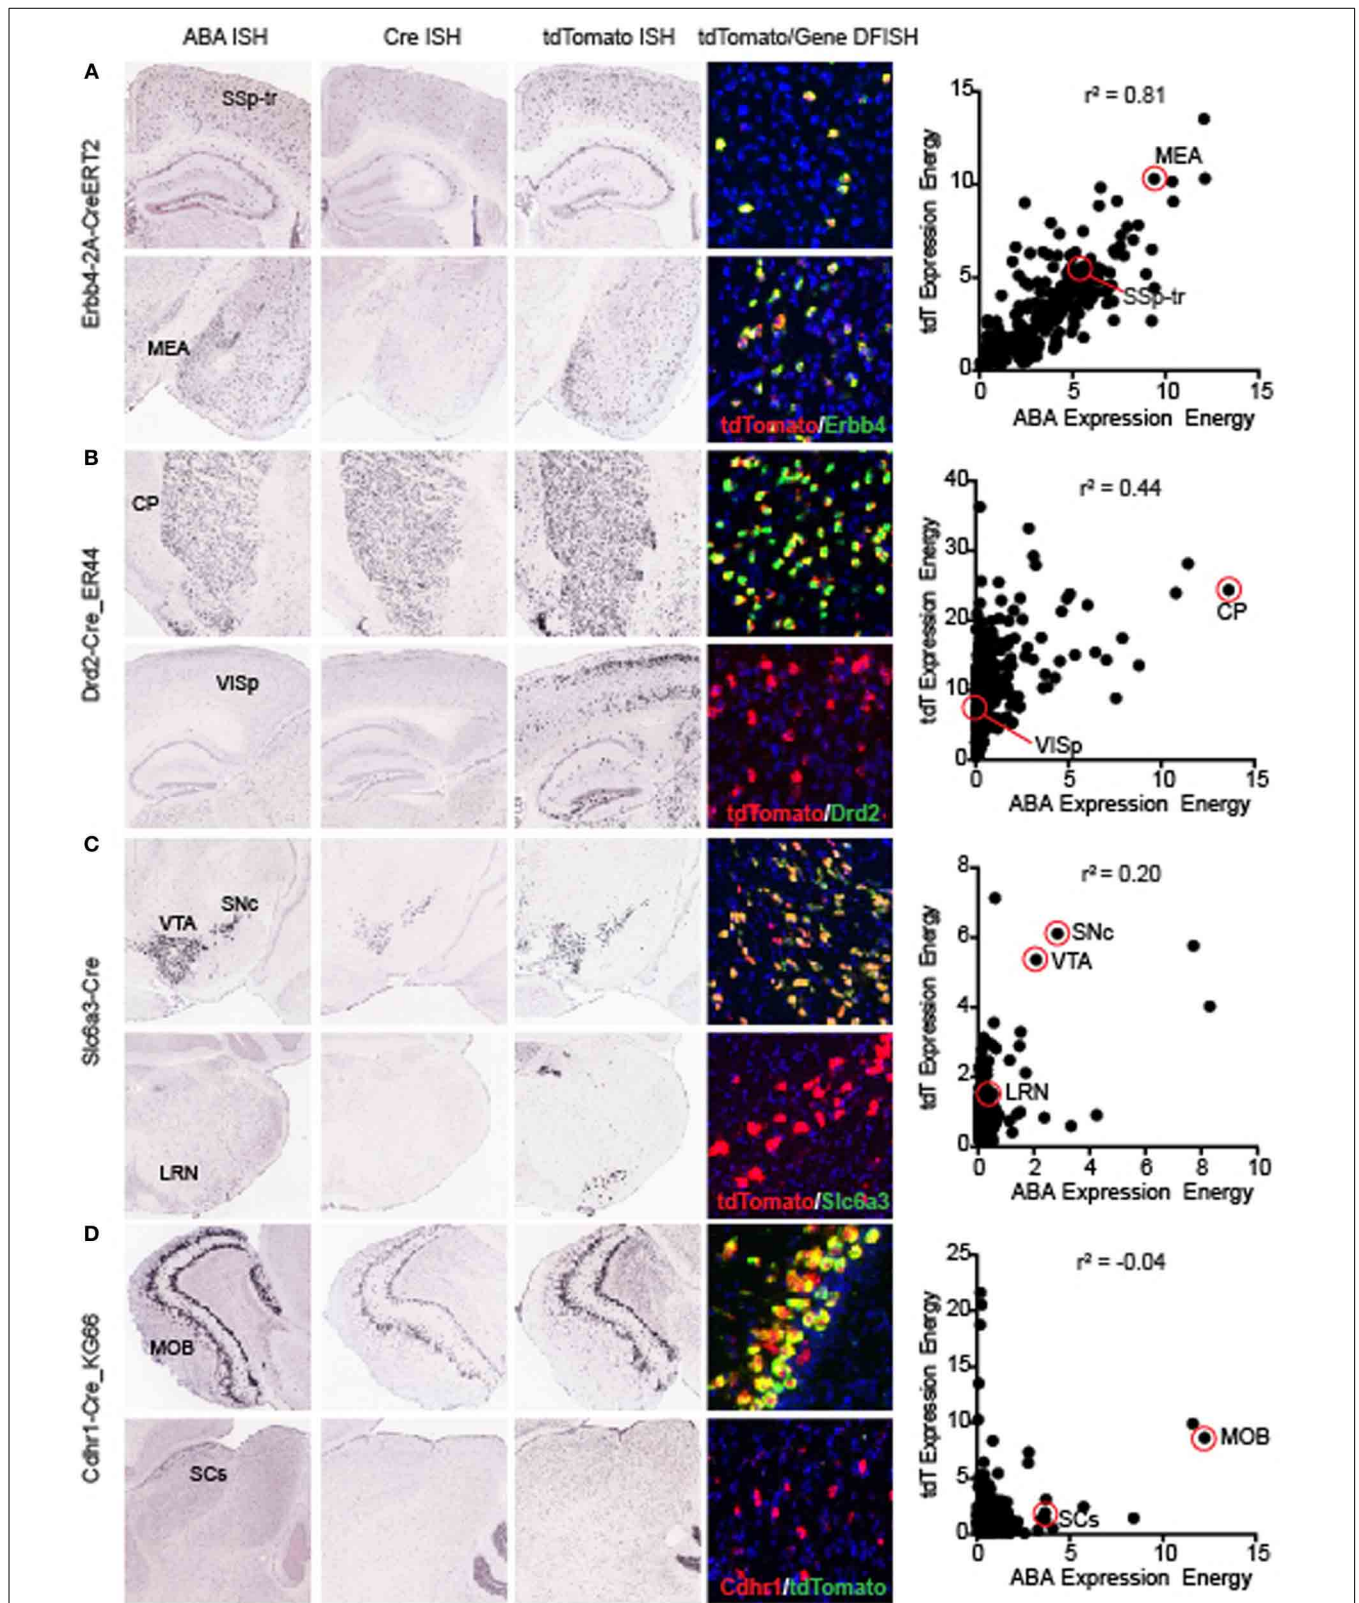 ABA ISH
Cre ISH
tdTomato ISH
tdTomato/Gene DFISH
A
Erbb4-2A-CreERT2
SSp-tr
MEA
tdTomato/Erbb4
r² = 0.81
tdT Expression Energy
15
10
5
0
MEA
SSp-tr
0 5 10 15
ABA Expression Energy
B
Drd2-Cre_ER44
CP
VISp
tdTomato/Drd2
r² = 0.44
tdT Expression Energy
40
30
20
10
0
CP
VISp
0 5 10 15
ABA Expression Energy
C
Slc6a3-Cre
VTA
SNc
LRN
tdTomato/Slc6a3
r² = 0.20
tdT Expression Energy
8
6
4
2
0
SNc
VTA
LRN
0 2 4 6 8 10
ABA Expression Energy
D
Cdhr1-Cre_KG66
MOB
SCs
Cdhr1/tdTomato
r² = -0.04
tdT Expression Energy
25
20
15
10
5
0
MOB
SCs
0 5 10 15
ABA Expression Energy